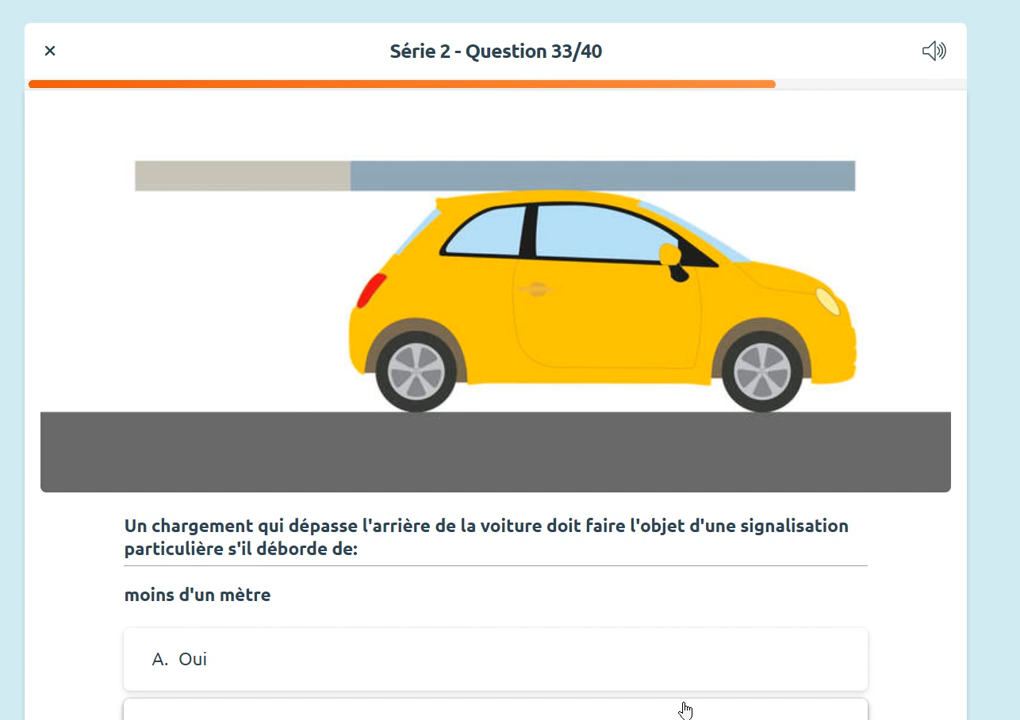 ×
Série 2 - Question 33/40
Un chargement qui dépasse l'arrière de la voiture doit faire l'objet d'une signalisation
particulière s'il déborde de:
moins d'un mètre
A. Oui